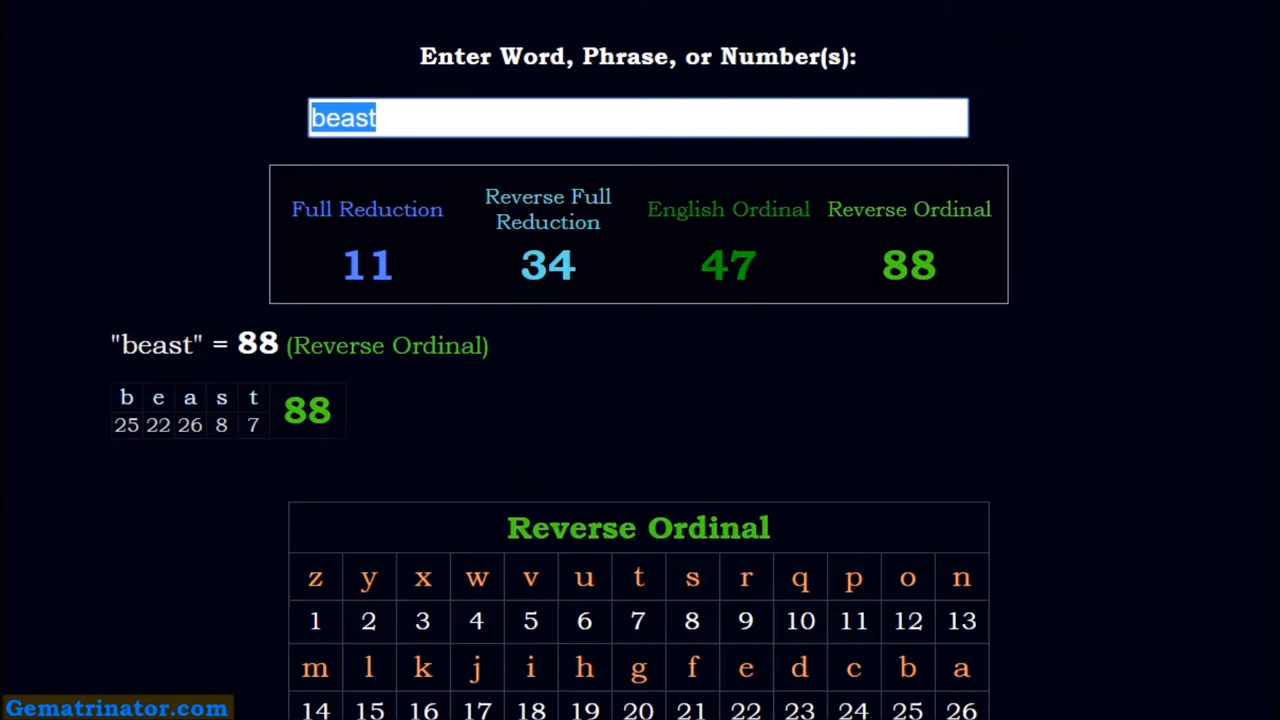 Enter Word, Phrase, or Number(s):
beast
Full Reduction Reverse Full Reduction English Ordinal Reverse Ordinal
11 34 47 88
"beast" = 88 (Reverse Ordinal)
b e a s t 88
25 22 26 8 7
Reverse Ordinal
z y x w v u t s r q p o n
1 2 3 4 5 6 7 8 9 10 11 12 13
m l k j i h g f e d c b a
14 15 16 17 18 19 20 21 22 23 24 25 26
Gematrinator.com